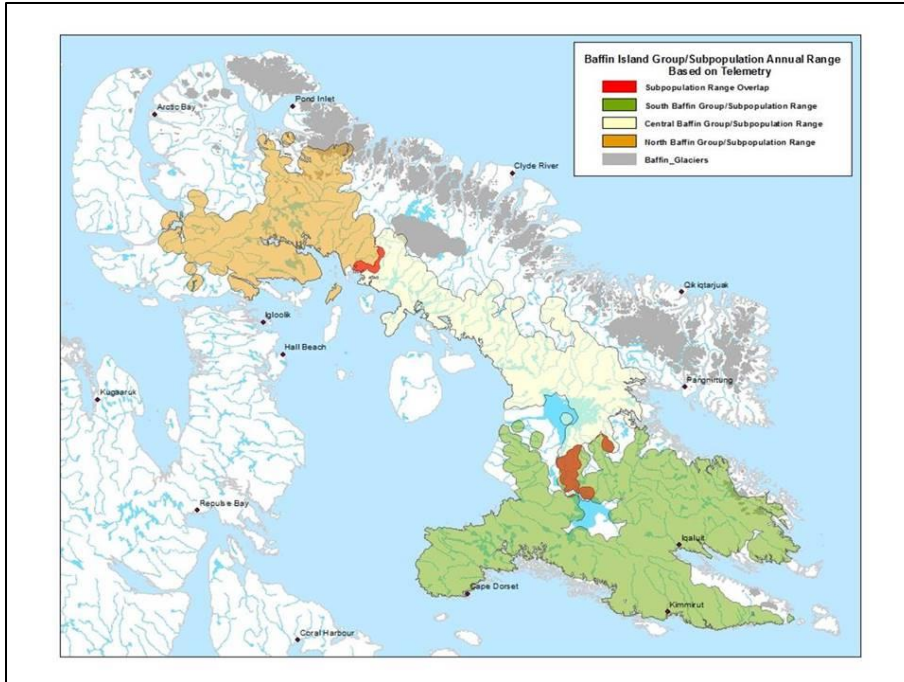 Baffin Island Group/Subpopulation Annual Range
Based on Telemetry
Subpopulation Range Overlap
South Baffin Group/Subpopulation Range
Central Baffin Group/Subpopulation Range
North Baffin Group/Subpopulation Range
Baffin_Glaciers
Pond Inlet
Arctic Bay
Clyde River
Qikiqtarjuak
Igloolik
Hall Beach
Pangnirtung
Kugaaruk
Repulse Bay
Iqaluit
Cape Dorset
Kimmirut
Coral Harbour